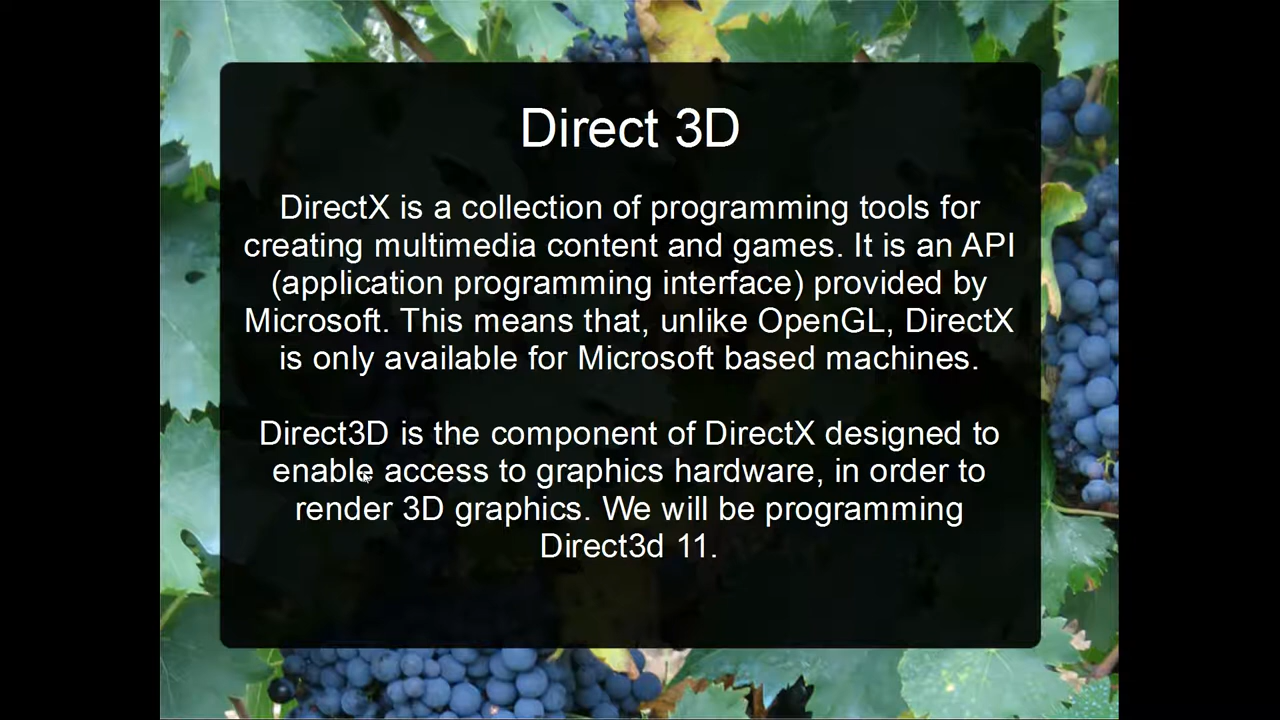 Direct 3D
DirectX is a collection of programming tools for
creating multimedia content and games. It is an API
(application programming interface) provided by
Microsoft. This means that, unlike OpenGL, DirectX
is only available for Microsoft based machines.
Direct3D is the component of DirectX designed to
enable access to graphics hardware, in order to
render 3D graphics. We will be programming
Direct3d 11.